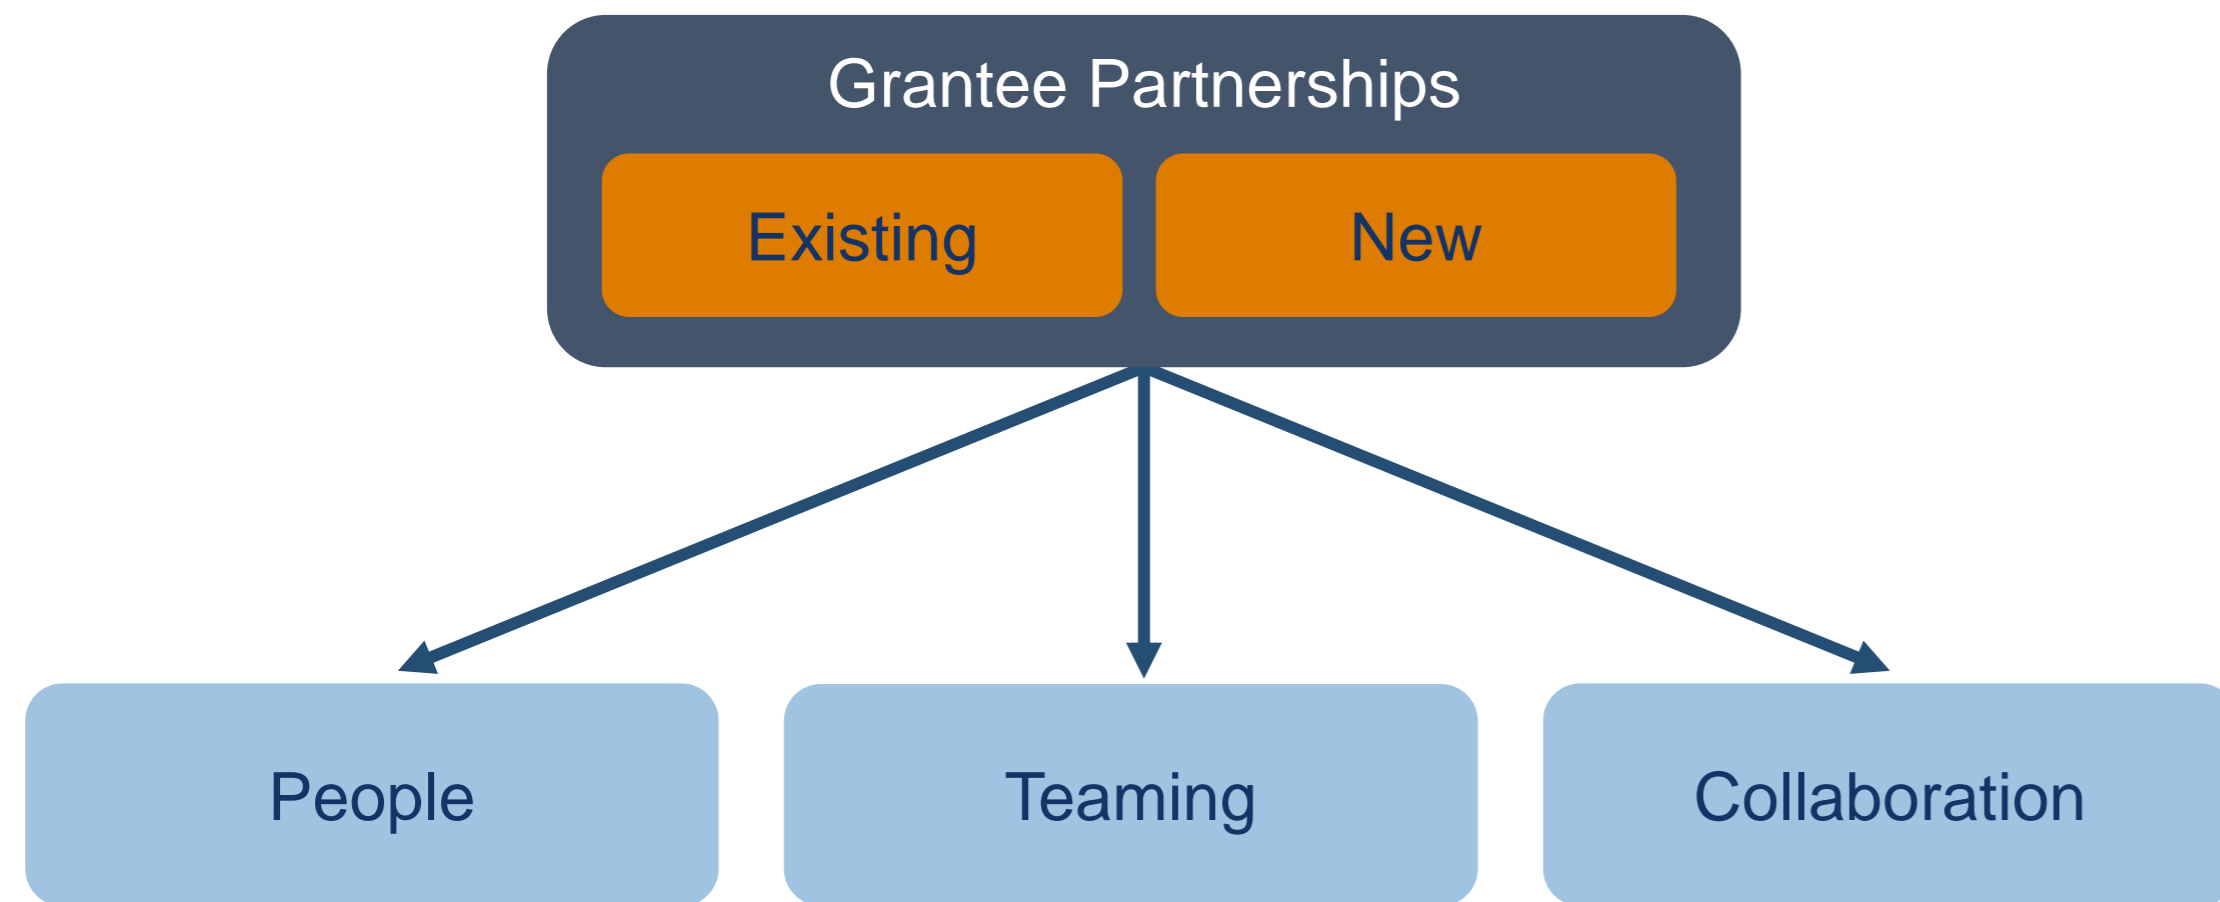 Grantee Partnerships
Existing
New
People
Teaming
Collaboration